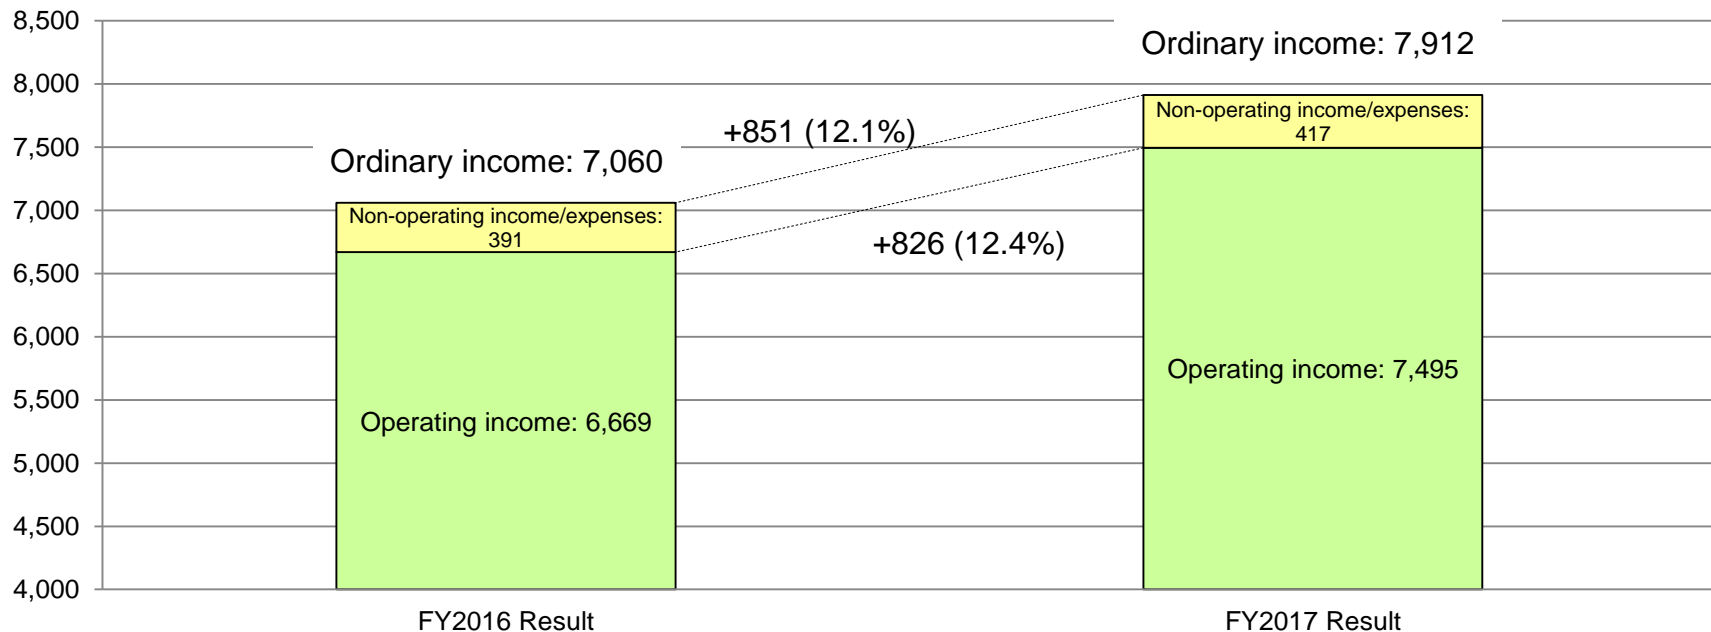 8,500
8,000
7,500
7,000
6,500
6,000
5,500
5,000
4,500
4,000
Ordinary income: 7,060
Non-operating income/expenses:
391
Operating income: 6,669
+851 (12.1%)
+826 (12.4%)
Ordinary income: 7,912
Non-operating income/expenses:
417
Operating income: 7,495
FY2016 Result
FY2017 Result